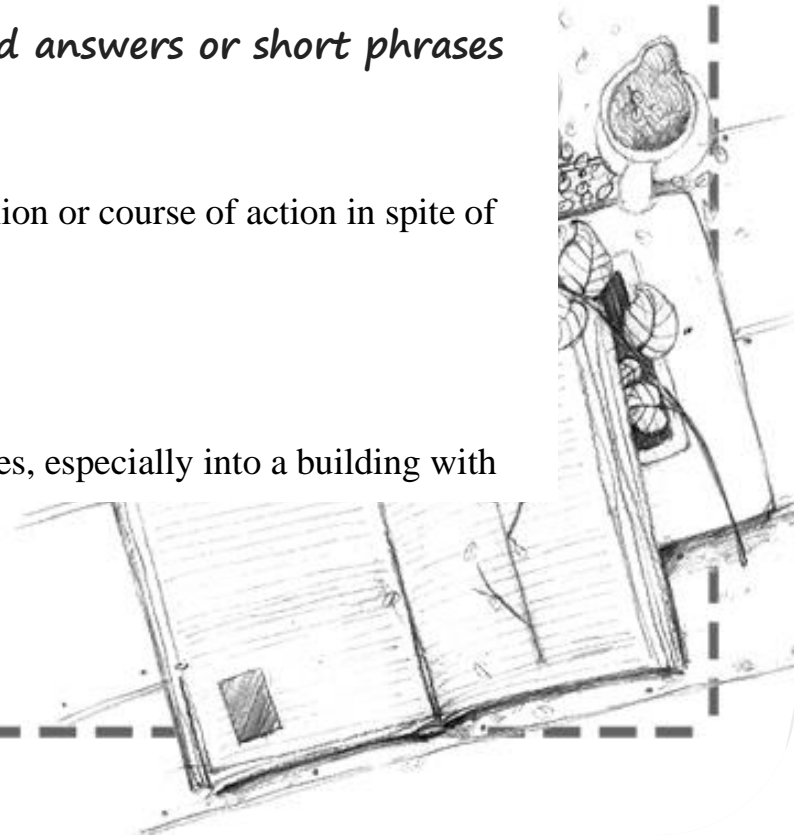 d answers or short phrases
ion or course of action in spite of
es, especially into a building with